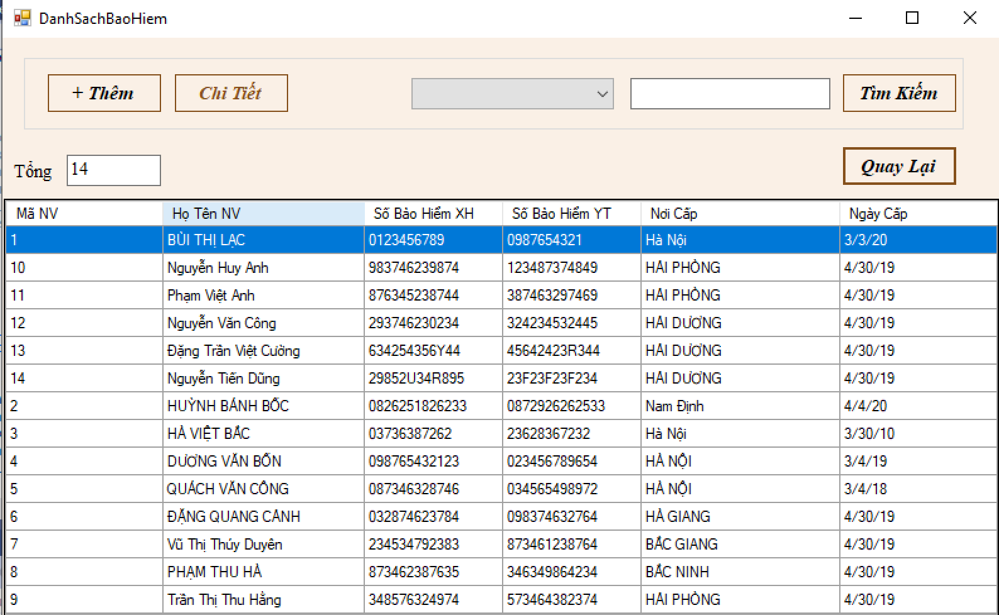 DanhSachBaoHiem
+ Thêm Chi Tiết Tìm Kiếm
Quay Lại
Tổng 14
Mã NV Họ Tên NV Số Bảo Hiểm XH Số Bảo Hiểm YT Nơi Cấp Ngày Cấp
1 BÙI THỊ LẠC 0123456789 0987654321 Hà Nội 3/3/20
10 Nguyễn Huy Anh 983746239874 123487374849 HẢI PHÒNG 4/30/19
11 Phạm Việt Anh 876345238744 387463297469 HẢI PHÒNG 4/30/19
12 Nguyễn Văn Công 293746230234 324234532445 HẢI DƯƠNG 4/30/19
13 Đặng Trần Việt Cường 634254356Y44 45642423R344 HẢI DƯƠNG 4/30/19
14 Nguyễn Tiến Dũng 29852U34R895 23F23F23F234 HẢI DƯƠNG 4/30/19
2 HUỲNH BÁNH BỐC 0826251826233 0872926262533 Nam Định 4/4/20
3 HÀ VIỆT BẮC 03736387262 23628367232 Hà Nội 3/30/10
4 DƯƠNG VĂN BỐN 098765432123 023456789654 HÀ NỘI 3/4/19
5 QUÁCH VĂN CÔNG 087346328746 034565498972 HÀ NỘI 3/4/18
6 ĐẶNG QUANG CẢNH 032874623784 098374632764 HÀ GIANG 4/30/19
7 Vũ Thị Thúy Duyên 234534792383 873461238764 BẮC GIANG 4/30/19
8 PHẠM THU HÀ 873462387635 346349864234 BẮC NINH 4/30/19
9 Trần Thị Thu Hằng 348576324974 573464382374 HẢI PHÒNG 4/30/19